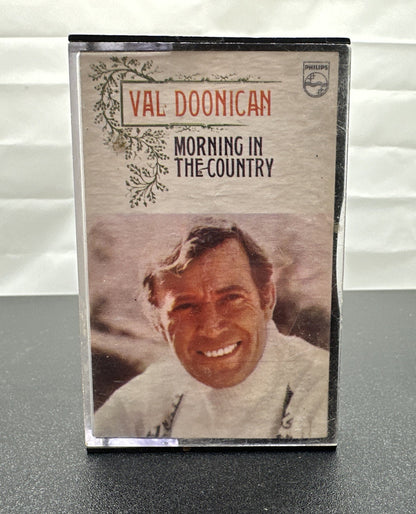 PHILIPS
VAL DOONICAN
MORNING IN
THE COUNTRY